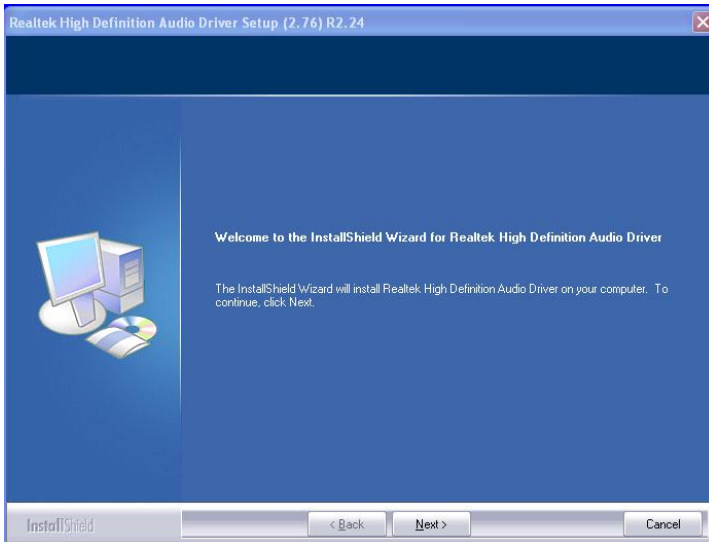 Realtek High Definition Audio Driver Setup (2.76) R2.24
Welcome to the InstallShield Wizard for Realtek High Definition Audio Driver
The InstallShield Wizard will install Realtek High Definition Audio Driver on your computer. To
continue, click Next.
InstallShield
< Back
Next >
Cancel